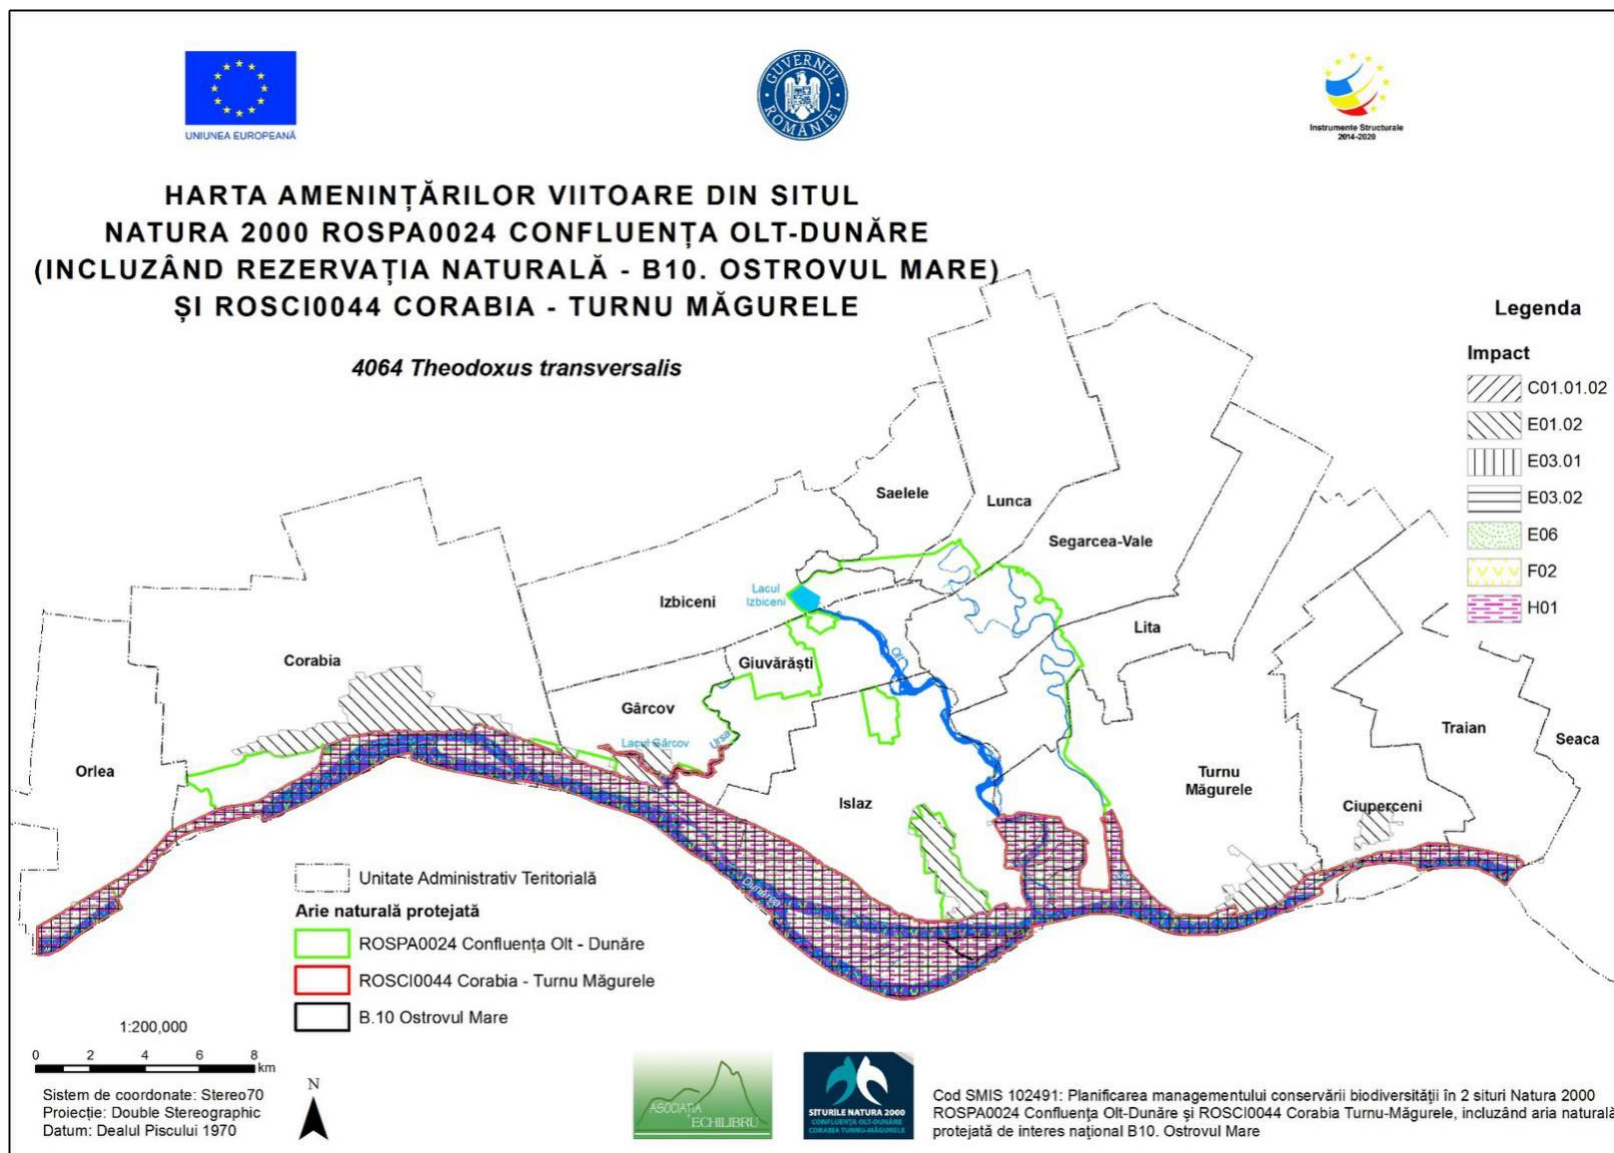 UNIUNEA EUROPEANĂ
GUVERNUL ROMÂNIEI
Instrumente Structurale
2014-2020
HARTA AMENINȚĂRILOR VIITOARE DIN SITUL
NATURA 2000 ROSPA0024 CONFLUENȚA OLT-DUNĂRE
(INCLUZÂND REZERVAȚIA NATURALĂ - B10. OSTROVUL MARE)
ȘI ROSCI0044 CORABIA - TURNU MĂGURELE
4064 Theodoxus transversalis
Legenda
Impact
C01.01.02
E01.02
E03.01
E03.02
E06
F02
H01
Saelele
Lunca
Segarcea-Vale
Lacul
Izbiceni
Izbiceni
Lita
Corabia
Giuvărăști
Olt
Gârcov
Lacul Gârcov
Ursa
Orlea
Islaz
Turnu
Măgurele
Traian
Seaca
Ciuperceni
Dunărea
Unitate Administrativ Teritorială
Arie naturală protejată
ROSPA0024 Confluența Olt - Dunăre
ROSCI0044 Corabia - Turnu Măgurele
B.10 Ostrovul Mare
1:200,000
0 2 4 6 8
km
N
Sistem de coordonate: Stereo70
Proiecție: Double Stereographic
Datum: Dealul Piscului 1970
ASOCIAȚIA
ECHILIBRU
SITURILE NATURA 2000
CONFLUENȚA OLT-DUNĂRE
CORABIA TURNU-MĂGURELE
Cod SMIS 102491: Planificarea managementului conservării biodiversității în 2 situri Natura 2000
ROSPA0024 Confluența Olt-Dunăre și ROSCI0044 Corabia Turnu-Măgurele, incluzând aria naturală
protejată de interes național B10. Ostrovul Mare